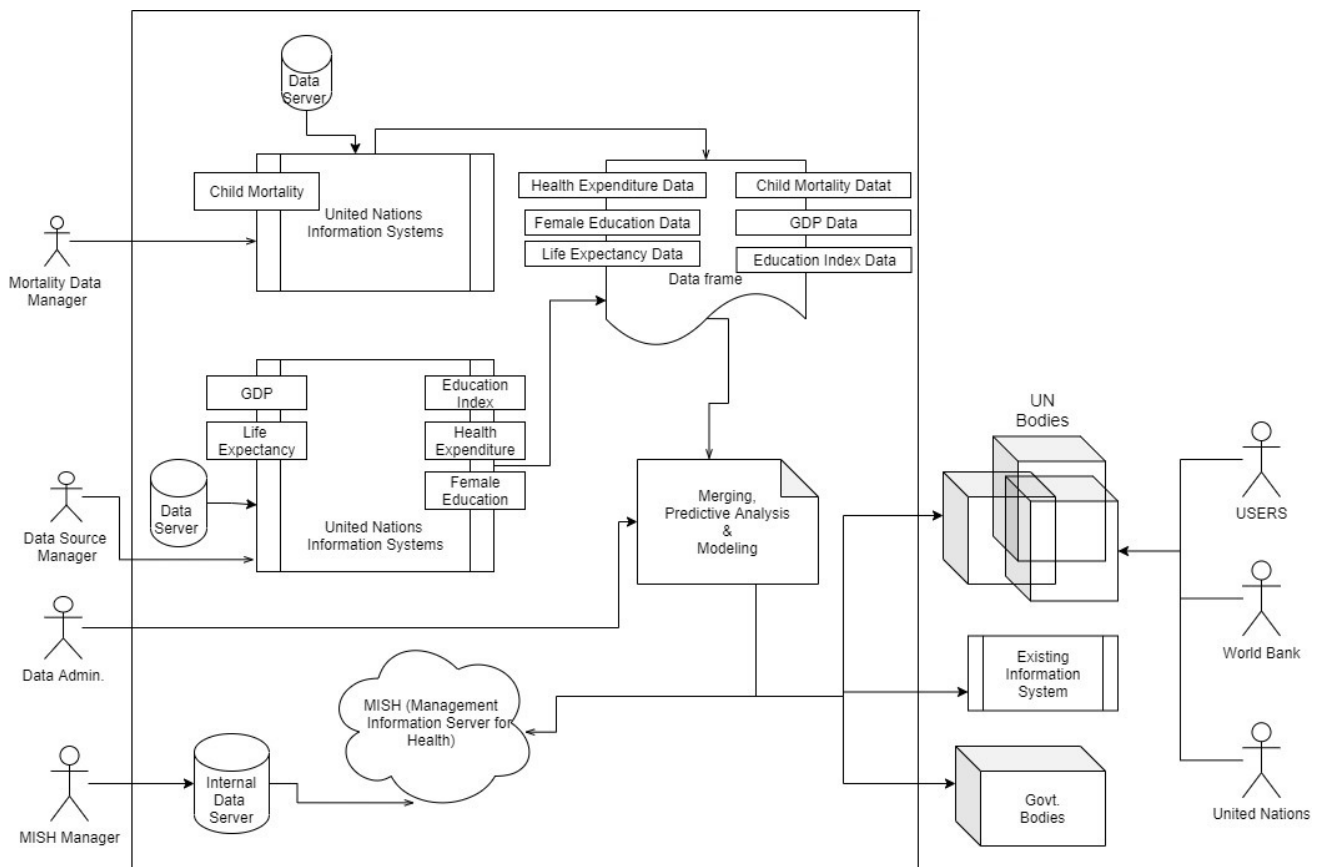 Data
Server
Child Mortality
United Nations
Information Systems
Mortality Data
Manager
Health Expenditure Data
Female Education Data
Life Expectancy Data
Child Mortality Datat
GDP Data
Education Index Data
Data frame
GDP
Life
Expectancy
Education
Index
Health
Expenditure
Female
Education
United Nations
Information Systems
Data
Server
Data Source
Manager
Data Admin.
Merging,
Predictive Analysis
&
Modeling
MISH (Management
Information Server for
Health)
Internal
Data
Server
MISH Manager
UN
Bodies
Existing
Information
System
Govt.
Bodies
USERS
World Bank
United Nations